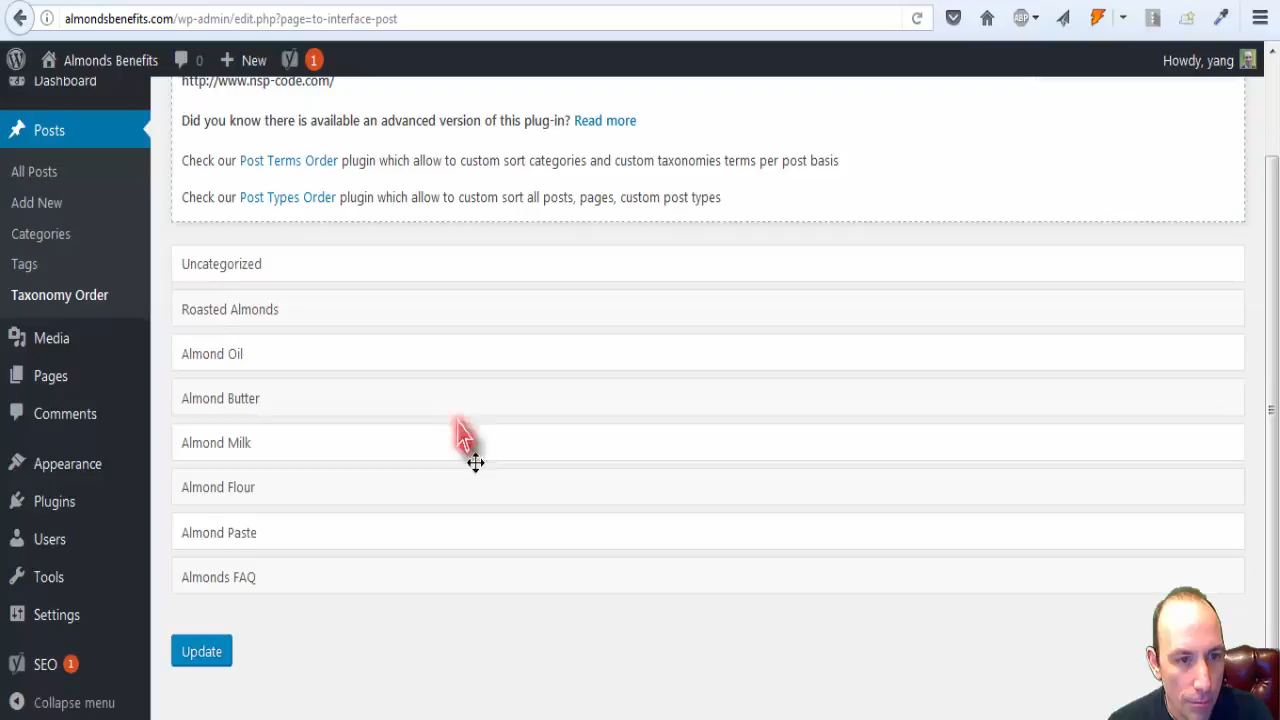 almondsbenefits.com/wp-admin/edit.php?page=to-interface-post
ABP
Almonds Benefits 0 New 1 Howdy, yang
Dashboard
Posts
All Posts
Add New
Categories
Tags
Taxonomy Order
Media
Pages
Comments
Appearance
Plugins
Users
Tools
Settings
SEO 1
Collapse menu
http://www.nsp-code.com/
Did you know there is available an advanced version of this plug-in? Read more
Check our Post Terms Order plugin which allow to custom sort categories and custom taxonomies terms per post basis
Check our Post Types Order plugin which allow to custom sort all posts, pages, custom post types
Uncategorized
Roasted Almonds
Almond Oil
Almond Butter
Almond Milk
Almond Flour
Almond Paste
Almonds FAQ
Update